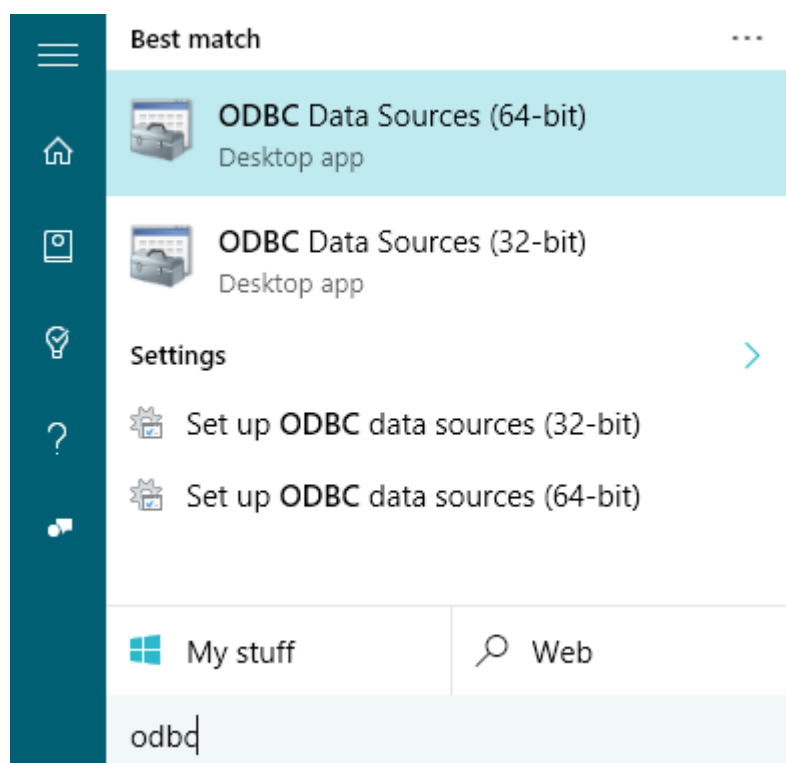 Best match
ODBC Data Sources (64-bit)
Desktop app
ODBC Data Sources (32-bit)
Desktop app
Settings
Set up ODBC data sources (32-bit)
Set up ODBC data sources (64-bit)
My stuff
Web
odbc